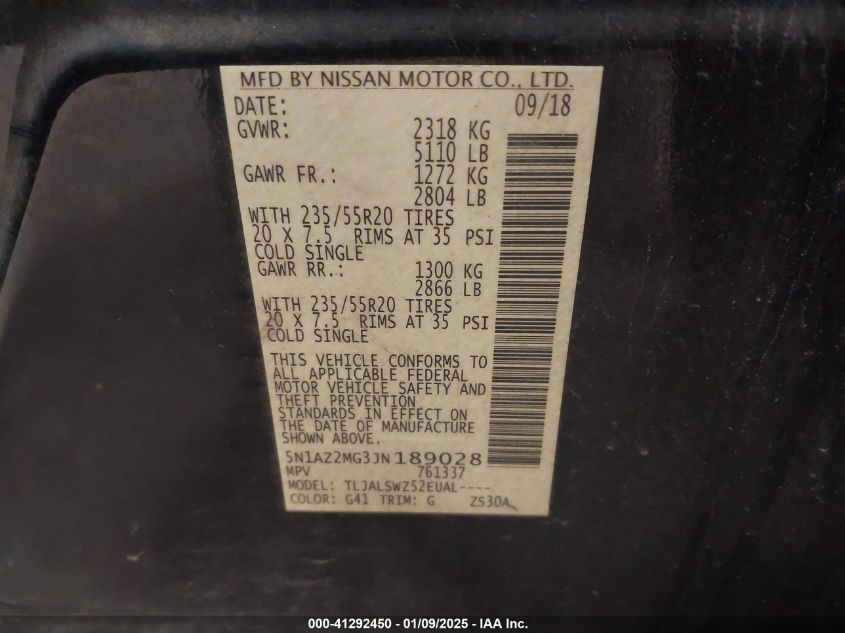 MFD BY NISSAN MOTOR CO., LTD.
DATE: 09/18
GVWR: 2318 KG
5110 LB
GAWR FR.: 1272 KG
2804 LB
WITH 235/55R20 TIRES
20 X 7.5 RIMS AT 35 PSI
COLD SINGLE
GAWR RR.: 1300 KG
2866 LB
WITH 235/55R20 TIRES
20 X 7.5 RIMS AT 35 PSI
COLD SINGLE
THIS VEHICLE CONFORMS TO
ALL APPLICABLE FEDERAL
MOTOR VEHICLE SAFETY AND
THEFT PREVENTION
STANDARDS IN EFFECT ON
THE DATE OF MANUFACTURE
SHOWN ABOVE.
5N1AZ2MG3JN189028
MPV 761337
MODEL: TLJALSWZ52EUAL----
COLOR: G41 TRIM: G ZS30A
000-41292450 - 01/09/2025 - IAA Inc.